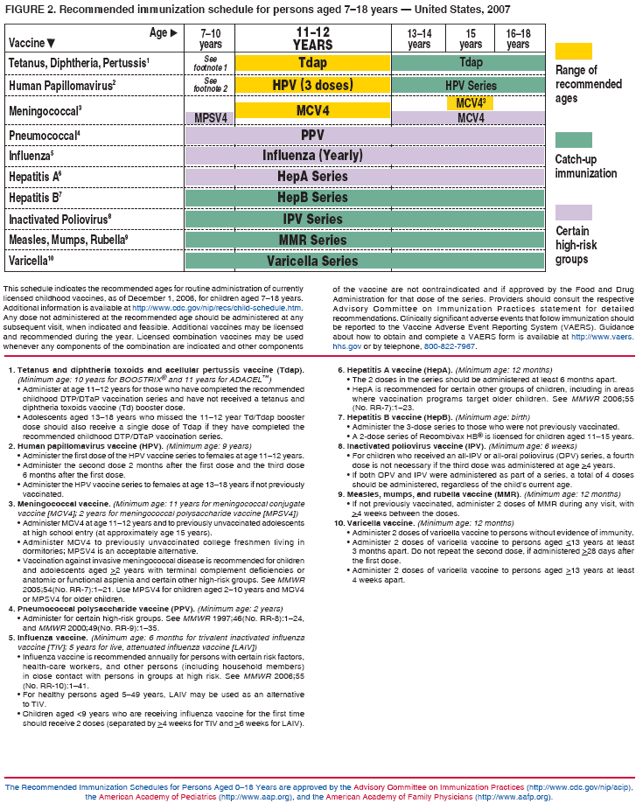 FIGURE 2. Recommended immunization schedule for persons aged 7–18 years — United States, 2007
Age ▶
Vaccine ▼
7–10 years
11–12 YEARS
13–14 years
15 years
16–18 years
Tetanus, Diphtheria, Pertussis¹
See footnote 1
Tdap
Tdap
Human Papillomavirus²
See footnote 2
HPV (3 doses)
HPV Series
Meningococcal³
MPSV4
MCV4
MCV4³
MCV4
Pneumococcal⁴
PPV
Influenza⁵
Influenza (Yearly)
Hepatitis A⁶
HepA Series
Hepatitis B⁷
HepB Series
Inactivated Poliovirus⁸
IPV Series
Measles, Mumps, Rubella⁹
MMR Series
Varicella¹⁰
Varicella Series
Range of
recommended
ages
Catch-up
immunization
Certain
high-risk
groups
This schedule indicates the recommended ages for routine administration of currently
licensed childhood vaccines, as of December 1, 2006, for children aged 7–18 years.
Additional information is available at http://www.cdc.gov/nip/recs/child-schedule.htm.
Any dose not administered at the recommended age should be administered at any
subsequent visit, when indicated and feasible. Additional vaccines may be licensed
and recommended during the year. Licensed combination vaccines may be used
whenever any components of the combination are indicated and other components
of the vaccine are not contraindicated and if approved by the Food and Drug
Administration for that dose of the series. Providers should consult the respective
Advisory Committee on Immunization Practices statement for detailed
recommendations. Clinically significant adverse events that follow immunization should
be reported to the Vaccine Adverse Event Reporting System (VAERS). Guidance
about how to obtain and complete a VAERS form is available at http://www.vaers.
hhs.gov or by telephone, 800-822-7967.
1. Tetanus and diphtheria toxoids and acellular pertussis vaccine (Tdap).
(Minimum age: 10 years for BOOSTRIX® and 11 years for ADACEL™)
• Administer at age 11–12 years for those who have completed the recommended
childhood DTP/DTaP vaccination series and have not received a tetanus and
diphtheria toxoids vaccine (Td) booster dose.
• Adolescents aged 13–18 years who missed the 11–12 year Td/Tdap booster
dose should also receive a single dose of Tdap if they have completed the
recommended childhood DTP/DTaP vaccination series.
2. Human papillomavirus vaccine (HPV). (Minimum age: 9 years)
• Administer the first dose of the HPV vaccine series to females at age 11–12 years.
• Administer the second dose 2 months after the first dose and the third dose
6 months after the first dose.
• Administer the HPV vaccine series to females at age 13–18 years if not previously
vaccinated.
3. Meningococcal vaccine. (Minimum age: 11 years for meningococcal conjugate
vaccine [MCV4]; 2 years for meningococcal polysaccharide vaccine [MPSV4])
• Administer MCV4 at age 11–12 years and to previously unvaccinated adolescents
at high school entry (at approximately age 15 years).
• Administer MCV4 to previously unvaccinated college freshmen living in
dormitories; MPSV4 is an acceptable alternative.
• Vaccination against invasive meningococcal disease is recommended for children
and adolescents aged ≥2 years with terminal complement deficiencies or
anatomic or functional asplenia and certain other high-risk groups. See MMWR
2005;54(No. RR-7):1–21. Use MPSV4 for children aged 2–10 years and MCV4
or MPSV4 for older children.
4. Pneumococcal polysaccharide vaccine (PPV). (Minimum age: 2 years)
• Administer for certain high-risk groups. See MMWR 1997;46(No. RR-8):1–24,
and MMWR 2000;49(No. RR-9):1–35.
5. Influenza vaccine. (Minimum age: 6 months for trivalent inactivated influenza
vaccine [TIV]; 5 years for live, attenuated influenza vaccine [LAIV])
• Influenza vaccine is recommended annually for persons with certain risk factors,
health-care workers, and other persons (including household members)
in close contact with persons in groups at high risk. See MMWR 2006;55
(No. RR-10):1–41.
• For healthy persons aged 5–49 years, LAIV may be used as an alternative
to TIV.
• Children aged <9 years who are receiving influenza vaccine for the first time
should receive 2 doses (separated by ≥4 weeks for TIV and ≥6 weeks for LAIV).
6. Hepatitis A vaccine (HepA). (Minimum age: 12 months)
• The 2 doses in the series should be administered at least 6 months apart.
• HepA is recommended for certain other groups of children, including in areas
where vaccination programs target older children. See MMWR 2006;55
(No. RR-7):1–23.
7. Hepatitis B vaccine (HepB). (Minimum age: birth)
• Administer the 3-dose series to those who were not previously vaccinated.
• A 2-dose series of Recombivax HB® is licensed for children aged 11–15 years.
8. Inactivated poliovirus vaccine (IPV). (Minimum age: 6 weeks)
• For children who received an all-IPV or all-oral poliovirus (OPV) series, a fourth
dose is not necessary if the third dose was administered at age ≥4 years.
• If both OPV and IPV were administered as part of a series, a total of 4 doses
should be administered, regardless of the child's current age.
9. Measles, mumps, and rubella vaccine (MMR). (Minimum age: 12 months)
• If not previously vaccinated, administer 2 doses of MMR during any visit, with
≥4 weeks between the doses.
10. Varicella vaccine. (Minimum age: 12 months)
• Administer 2 doses of varicella vaccine to persons without evidence of immunity.
• Administer 2 doses of varicella vaccine to persons aged ≤13 years at least
3 months apart. Do not repeat the second dose, if administered ≥28 days after
the first dose.
• Administer 2 doses of varicella vaccine to persons aged ≥13 years at least
4 weeks apart.
The Recommended Immunization Schedules for Persons Aged 0–18 Years are approved by the Advisory Committee on Immunization Practices (http://www.cdc.gov/nip/acip),
the American Academy of Pediatrics (http://www.aap.org), and the American Academy of Family Physicians (http://www.aafp.org).